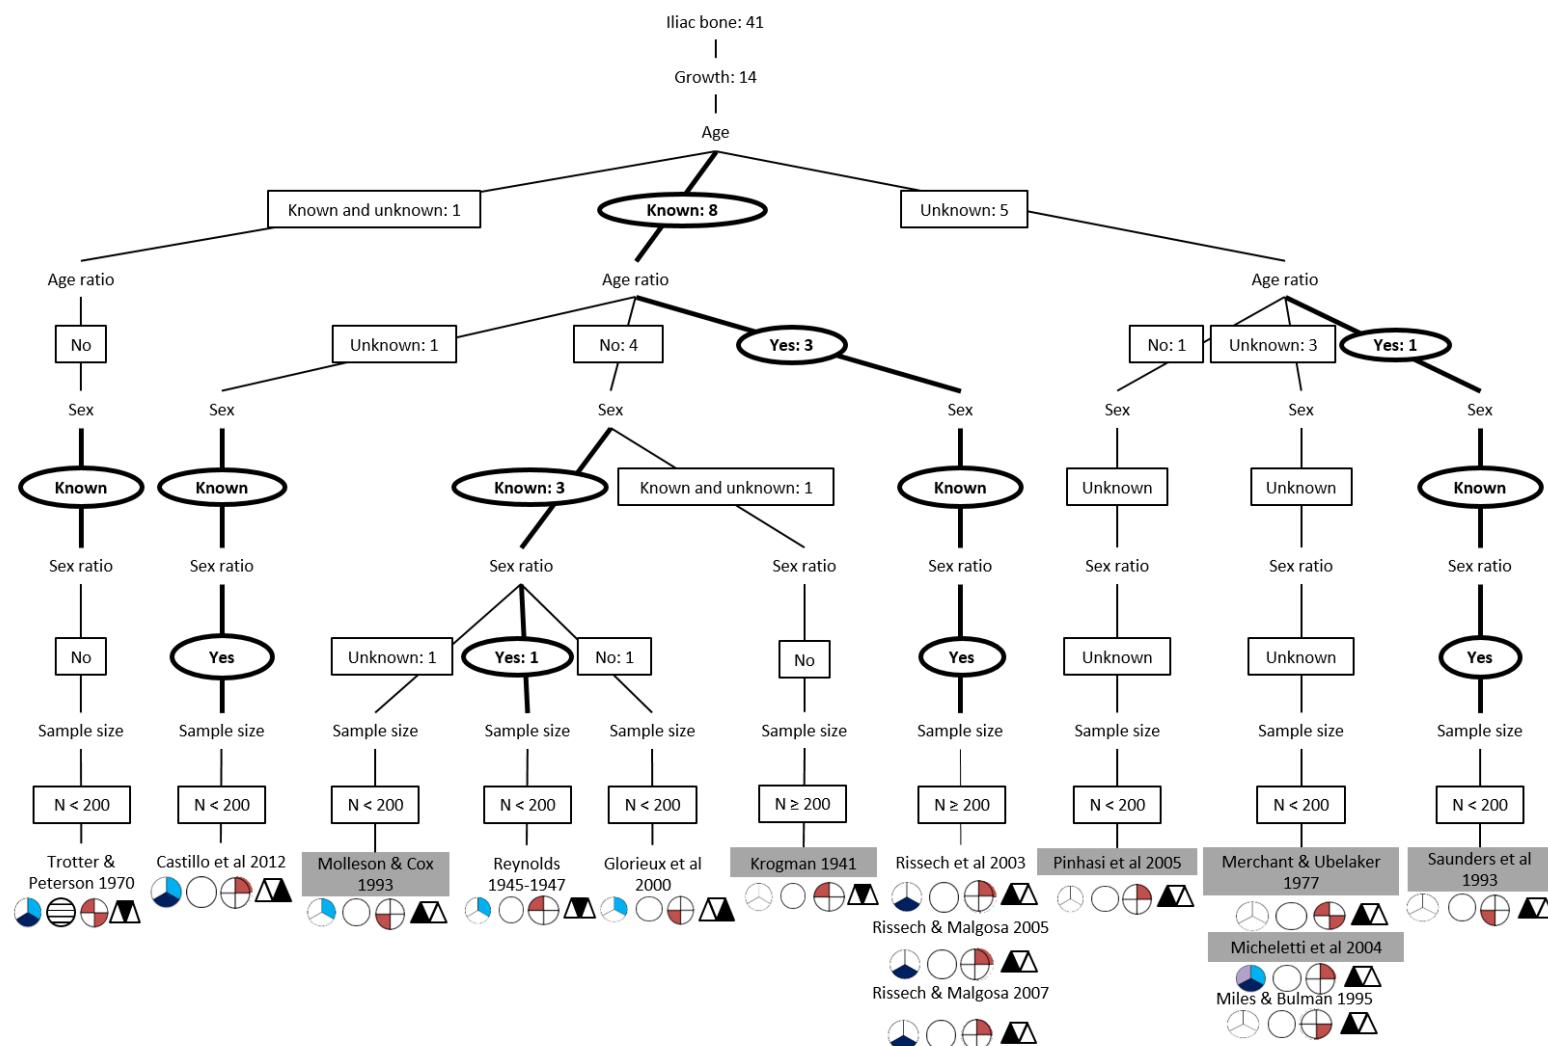 Iliac bone: 41
Growth: 14
Age
Known and unknown: 1
Known: 8
Unknown: 5
Age ratio
Age ratio
Age ratio
No
Unknown: 1
No: 4
Yes: 3
No: 1
Unknown: 3
Yes: 1
Sex
Sex
Sex
Sex
Sex
Sex
Sex
Known
Known
Known: 3
Known and unknown: 1
Known
Unknown
Unknown
Known
Sex ratio
Sex ratio
Sex ratio
Sex ratio
Sex ratio
Sex ratio
Sex ratio
Sex ratio
No
Yes
Unknown: 1
Yes: 1
No: 1
No
Yes
Unknown
Unknown
Yes
Sample size
Sample size
Sample size
Sample size
Sample size
Sample size
Sample size
Sample size
Sample size
Sample size
N < 200
N < 200
N < 200
N < 200
N < 200
N ≥ 200
N ≥ 200
N < 200
N < 200
N < 200
Trotter &
Peterson 1970
Castillo et al 2012
Molleson & Cox
1993
Reynolds
1945-1947
Glorieux et al
2000
Krogman 1941
Rissech et al 2003
Rissech & Malgosa 2005
Rissech & Malgosa 2007
Pinhasi et al 2005
Merchant & Ubelaker
1977
Micheletti et al 2004
Miles & Bulman 1995
Saunders et al
1993